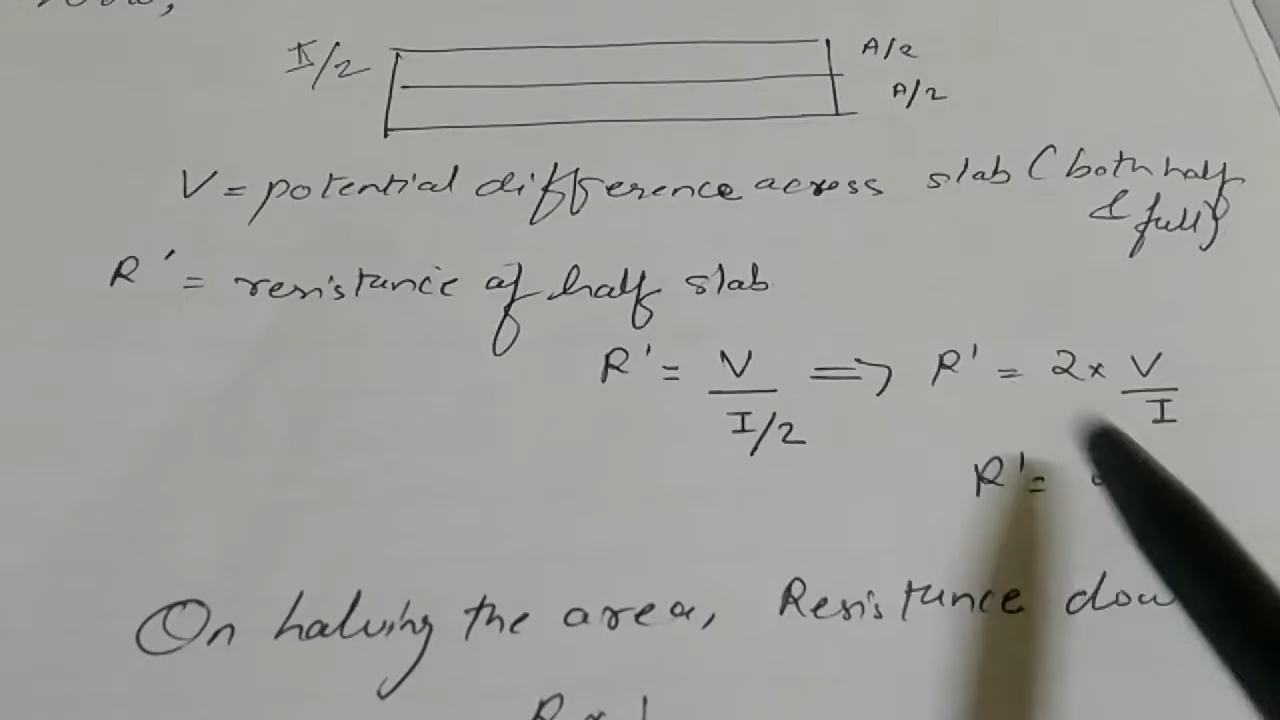 I/2 A/2
A/2
V = potential difference across slab (both half
& full)
R' = resistance of half slab
R' = V/I/2 => R' = 2 x V/I
R' =
On halving the area, Resistance